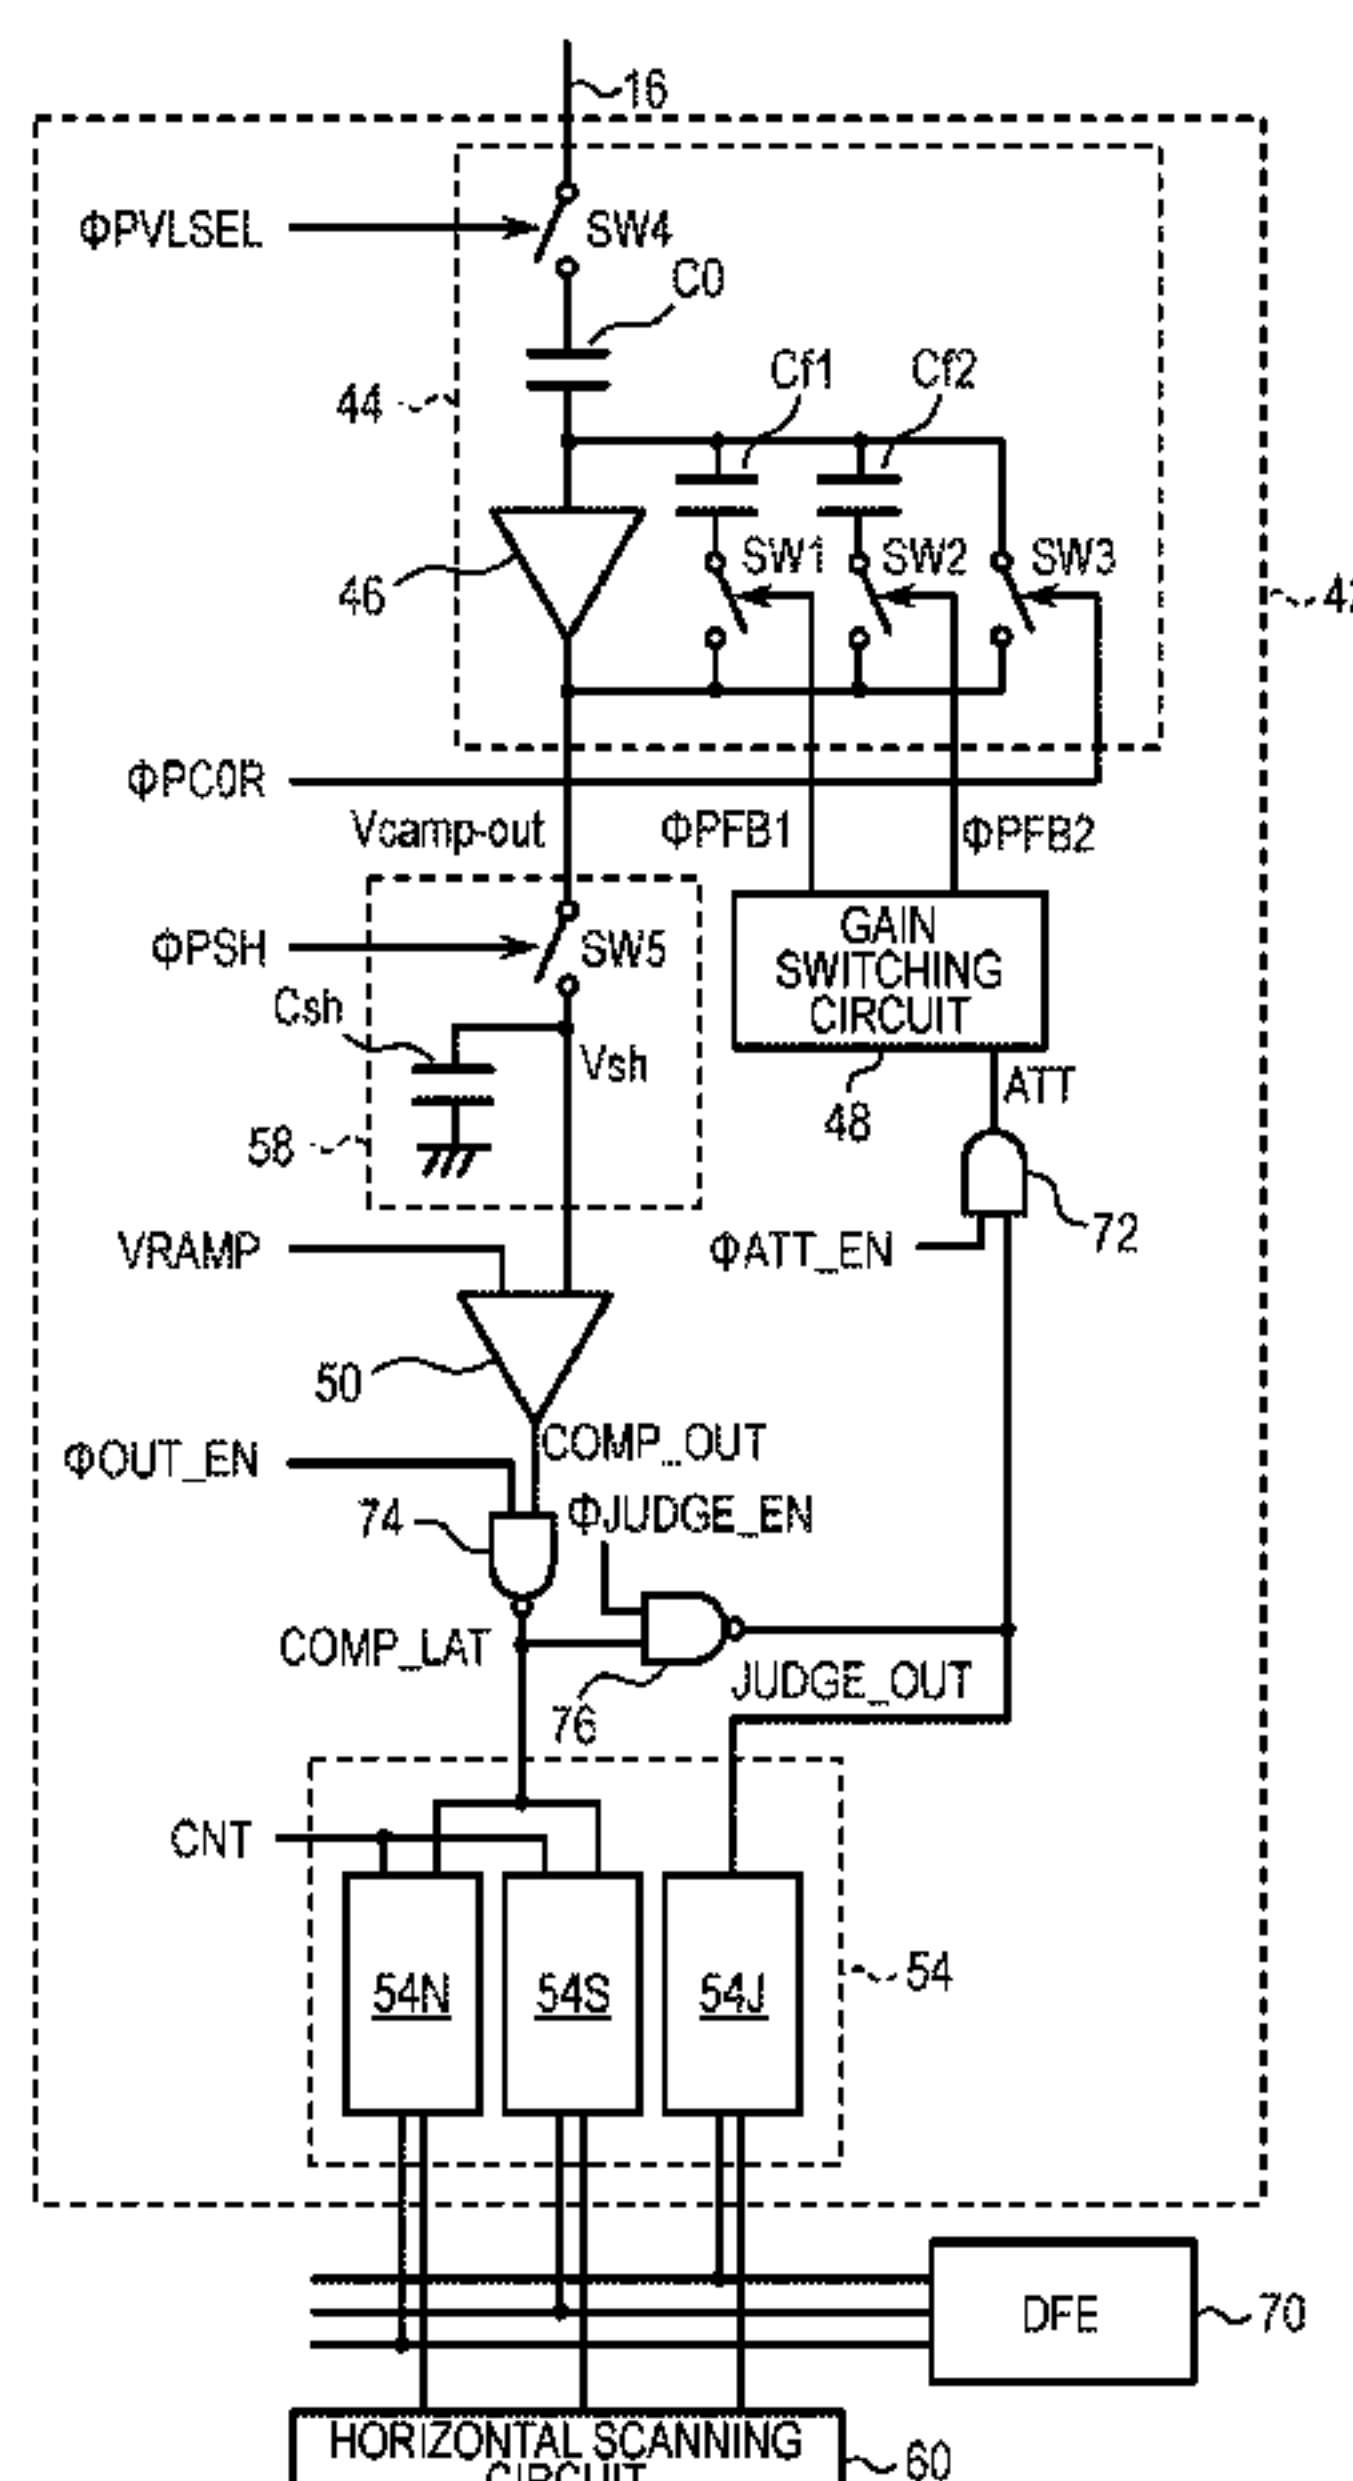 16
ΦPVLSEL
SW4
C0
44
Cf1
Cf2
46
SW1
SW2
SW3
ΦPC0R
Vcamp-out
ΦPFB1
ΦPFB2
ΦPSH
SW5
GAIN
SWITCHING
CIRCUIT
Csh
Vsh
48
ATT
58
72
VRAMP
ΦATT_EN
50
COMP_OUT
ΦOUT_EN
74
ΦJUDGE_EN
COMP_LAT
76
JUDGE_OUT
CNT
54N
54S
54J
54
DFE
70
HORIZONTAL SCANNING
CIRCUIT
60